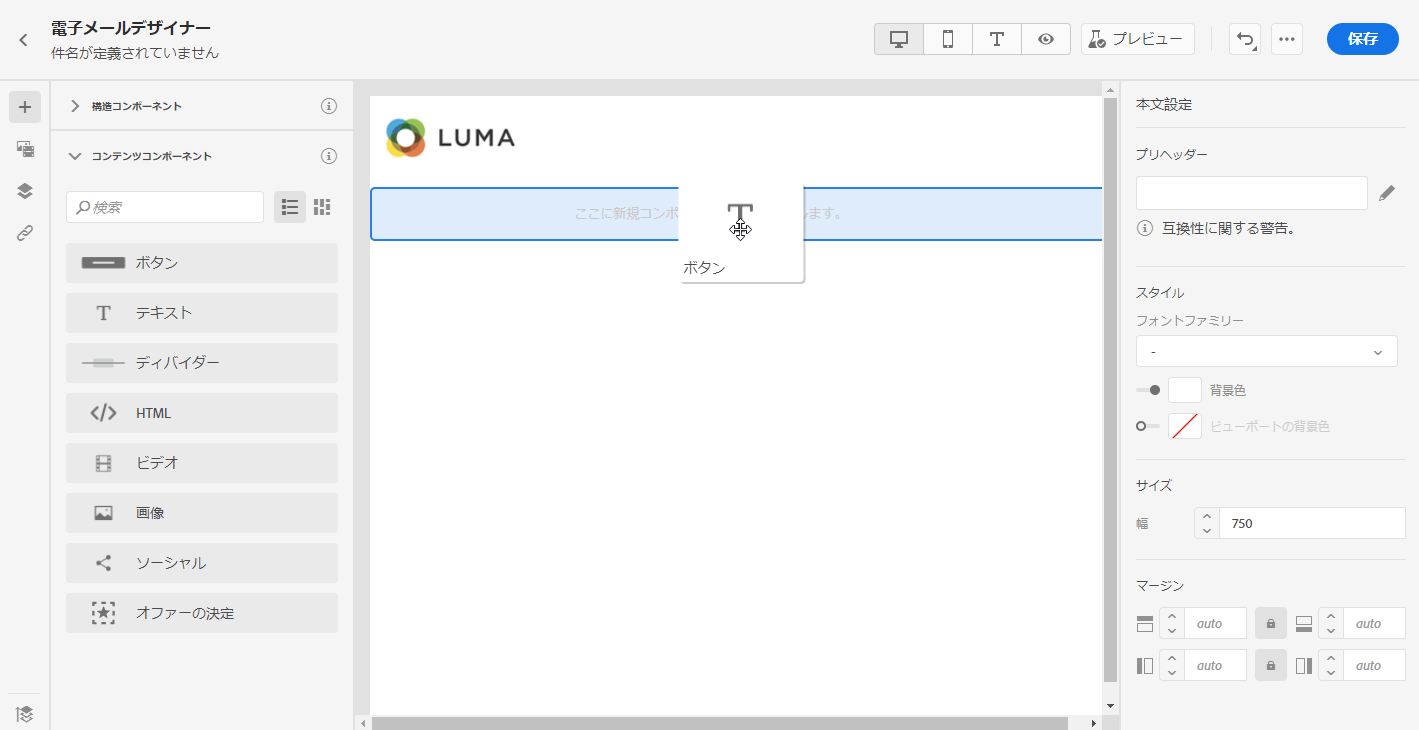 電子メールデザイナー
件名が定義されていません
プレビュー
保存
構造コンポーネント
コンテンツコンポーネント
検索
ボタン
テキスト
ディバイダー
HTML
ビデオ
画像
ソーシャル
オファーの決定
LUMA
ここに新規コンポ
します。
ボタン
本文設定
プリヘッダー
互換性に関する警告。
スタイル
フォントファミリー
-
背景色
ビューポートの背景色
サイズ
幅
750
マージン
auto
auto
auto
auto